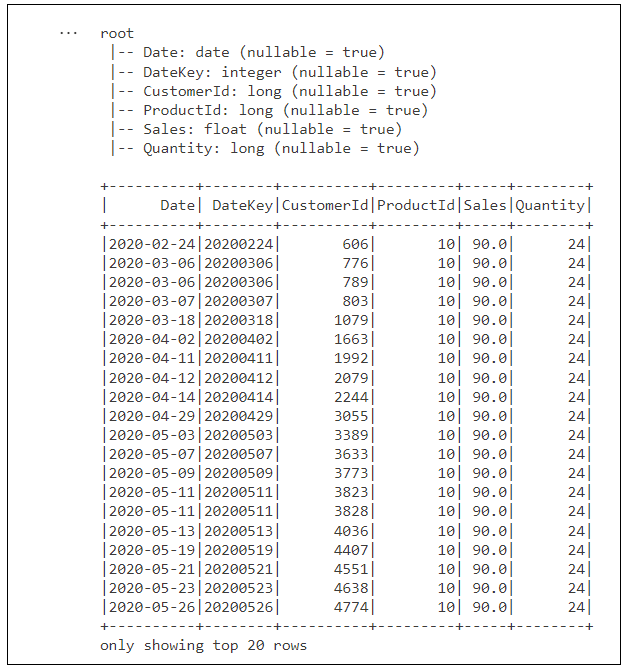 ... root
 |-- Date: date (nullable = true)
 |-- DateKey: integer (nullable = true)
 |-- CustomerId: long (nullable = true)
 |-- ProductId: long (nullable = true)
 |-- Sales: float (nullable = true)
 |-- Quantity: long (nullable = true)
+----------+--------+----------+---------+-----+--------+
|      Date| DateKey|CustomerId|ProductId|Sales|Quantity|
+----------+--------+----------+---------+-----+--------+
|2020-02-24|20200224|       606|       10| 90.0|      24|
|2020-03-06|20200306|       776|       10| 90.0|      24|
|2020-03-06|20200306|       789|       10| 90.0|      24|
|2020-03-07|20200307|       803|       10| 90.0|      24|
|2020-03-18|20200318|      1079|       10| 90.0|      24|
|2020-04-02|20200402|      1663|       10| 90.0|      24|
|2020-04-11|20200411|      1992|       10| 90.0|      24|
|2020-04-12|20200412|      2079|       10| 90.0|      24|
|2020-04-14|20200414|      2244|       10| 90.0|      24|
|2020-04-29|20200429|      3055|       10| 90.0|      24|
|2020-05-03|20200503|      3389|       10| 90.0|      24|
|2020-05-07|20200507|      3633|       10| 90.0|      24|
|2020-05-09|20200509|      3773|       10| 90.0|      24|
|2020-05-11|20200511|      3823|       10| 90.0|      24|
|2020-05-11|20200511|      3828|       10| 90.0|      24|
|2020-05-13|20200513|      4036|       10| 90.0|      24|
|2020-05-19|20200519|      4407|       10| 90.0|      24|
|2020-05-21|20200521|      4551|       10| 90.0|      24|
|2020-05-23|20200523|      4638|       10| 90.0|      24|
|2020-05-26|20200526|      4774|       10| 90.0|      24|
+----------+--------+----------+---------+-----+--------+
only showing top 20 rows